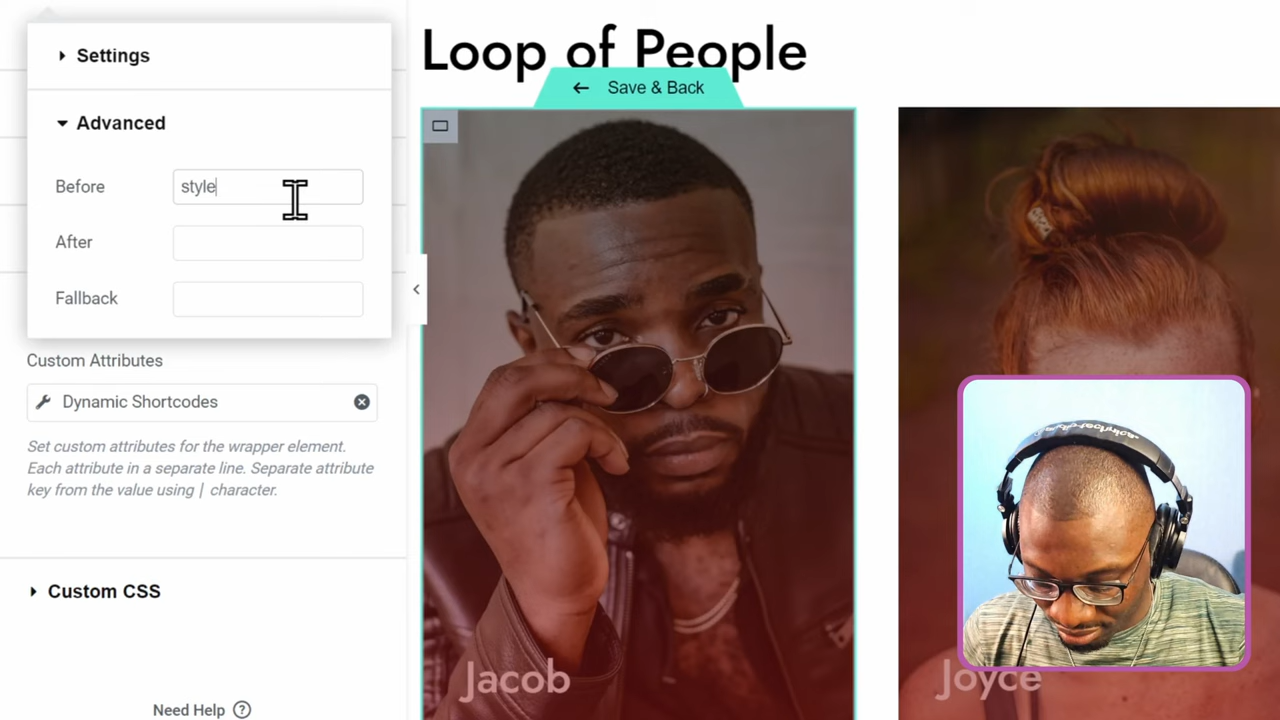 Settings
Advanced
Before
style
After
Fallback
Custom Attributes
Dynamic Shortcodes
Set custom attributes for the wrapper element.
Each attribute in a separate line. Separate attribute
key from the value using | character.
Custom CSS
Need Help
Loop of People
Save & Back
Jacob
Joyce